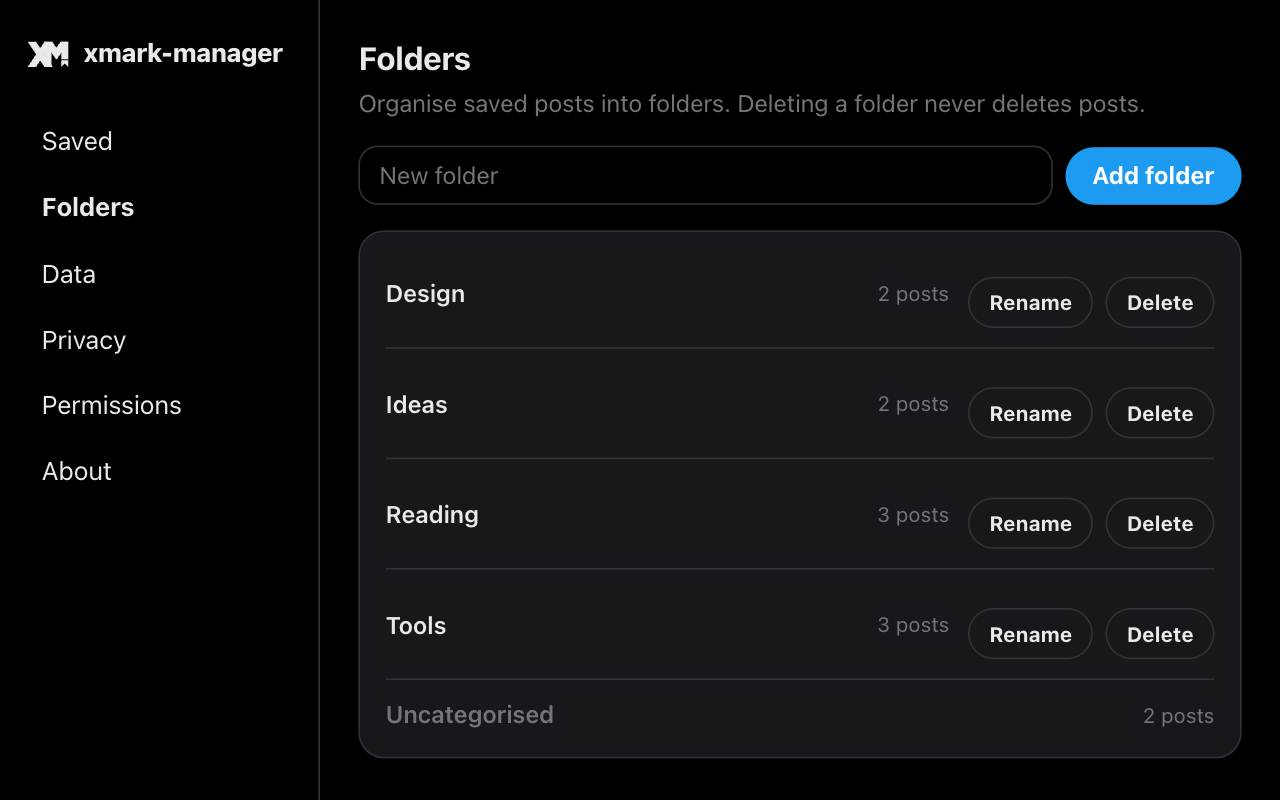 XM xmark-manager
Saved
Folders
Data
Privacy
Permissions
About
Folders
Organise saved posts into folders. Deleting a folder never deletes posts.
New folder
Add folder
Design
2 posts
Rename
Delete
Ideas
2 posts
Rename
Delete
Reading
3 posts
Rename
Delete
Tools
3 posts
Rename
Delete
Uncategorised
2 posts